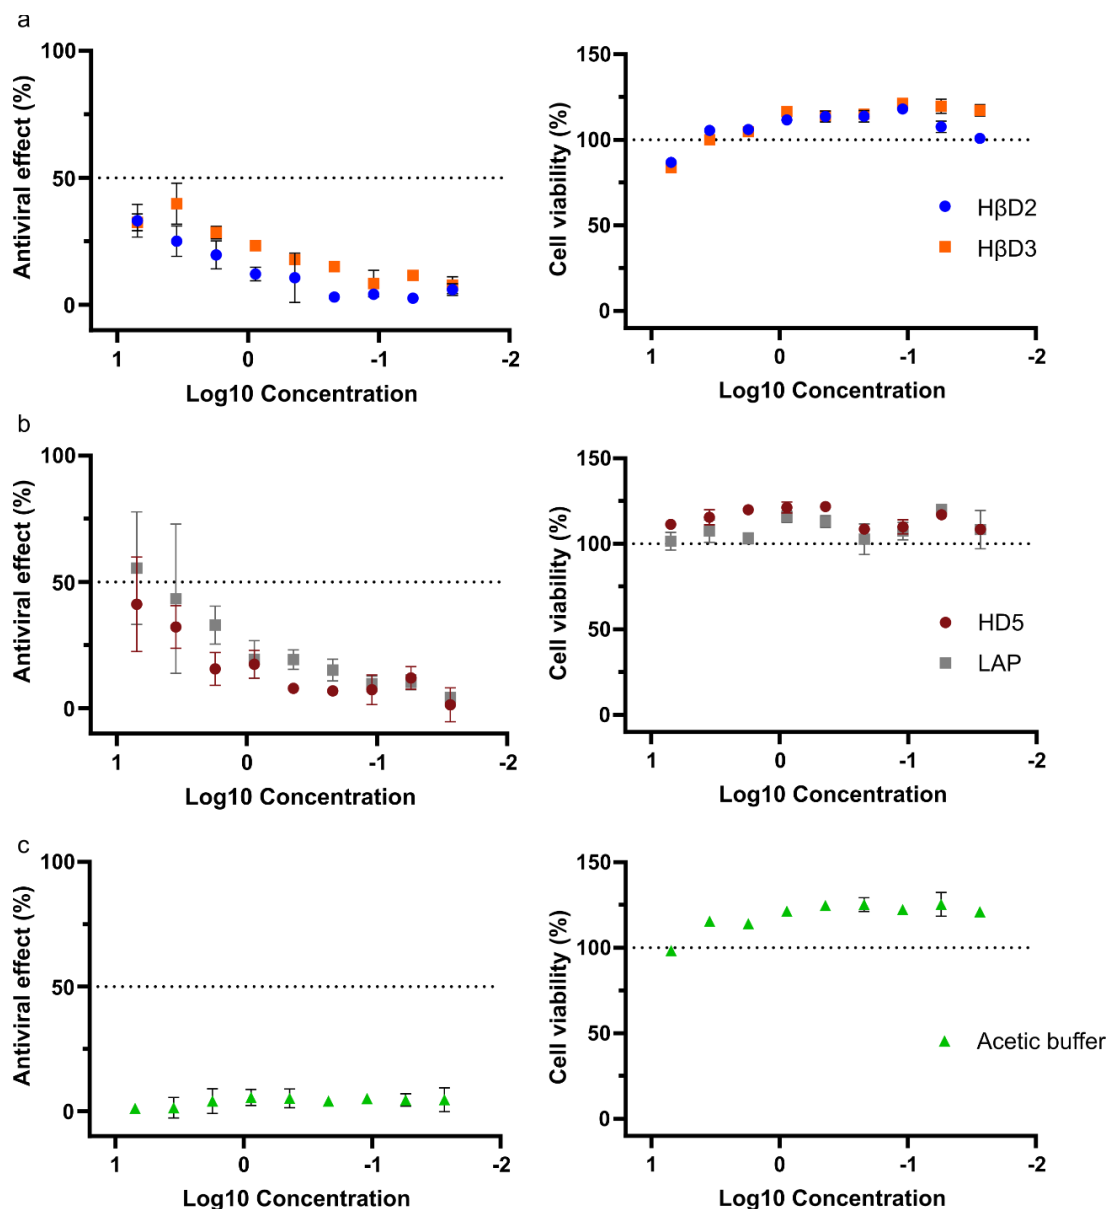 a
100
50
0
Antiviral effect (%)
1 0 -1 -2
Log10 Concentration
150
100
50
0
Cell viability (%)
HβD2
HβD3
1 0 -1 -2
Log10 Concentration
b
100
50
0
Antiviral effect (%)
1 0 -1 -2
Log10 Concentration
150
100
50
0
Cell viability (%)
HD5
LAP
1 0 -1 -2
Log10 Concentration
c
100
50
0
Antiviral effect (%)
1 0 -1 -2
Log10 Concentration
150
100
50
0
Cell viability (%)
Acetic buffer
1 0 -1 -2
Log10 Concentration